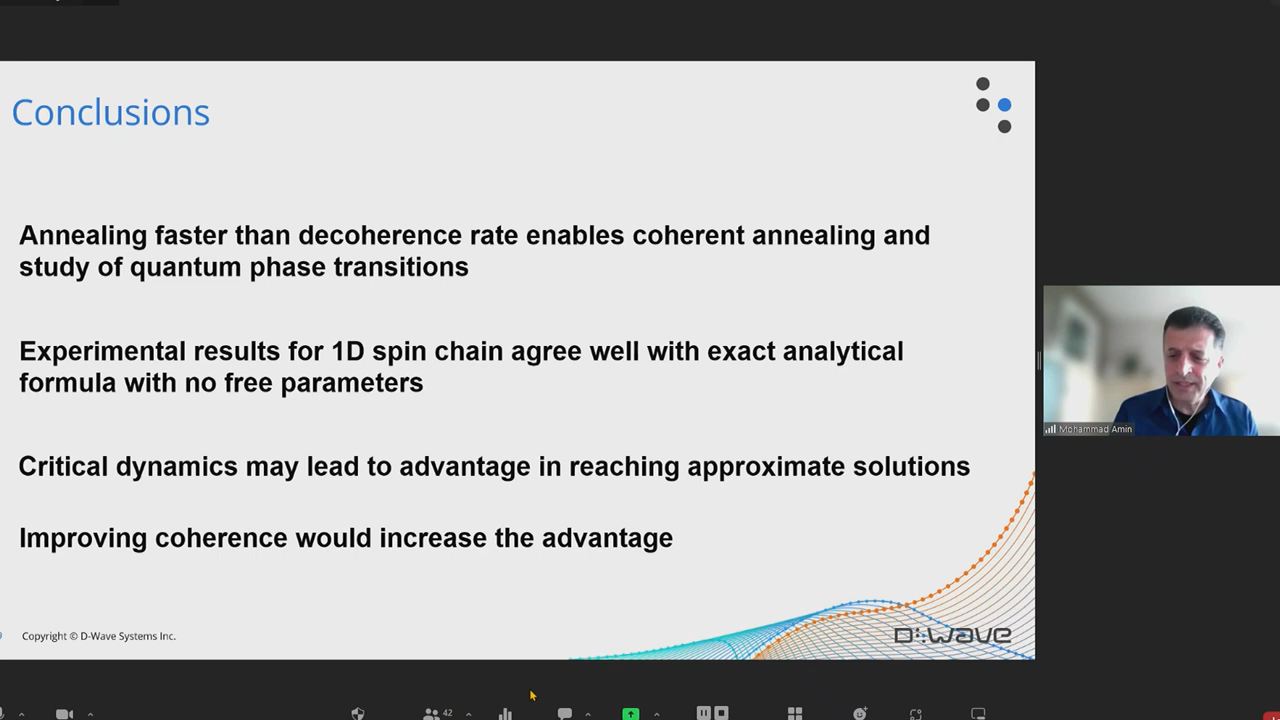 Conclusions
Annealing faster than decoherence rate enables coherent annealing and
study of quantum phase transitions
Experimental results for 1D spin chain agree well with exact analytical
formula with no free parameters
Critical dynamics may lead to advantage in reaching approximate solutions
Improving coherence would increase the advantage
Mohammad Amin
Copyright © D-Wave Systems Inc.
D:Wave
42